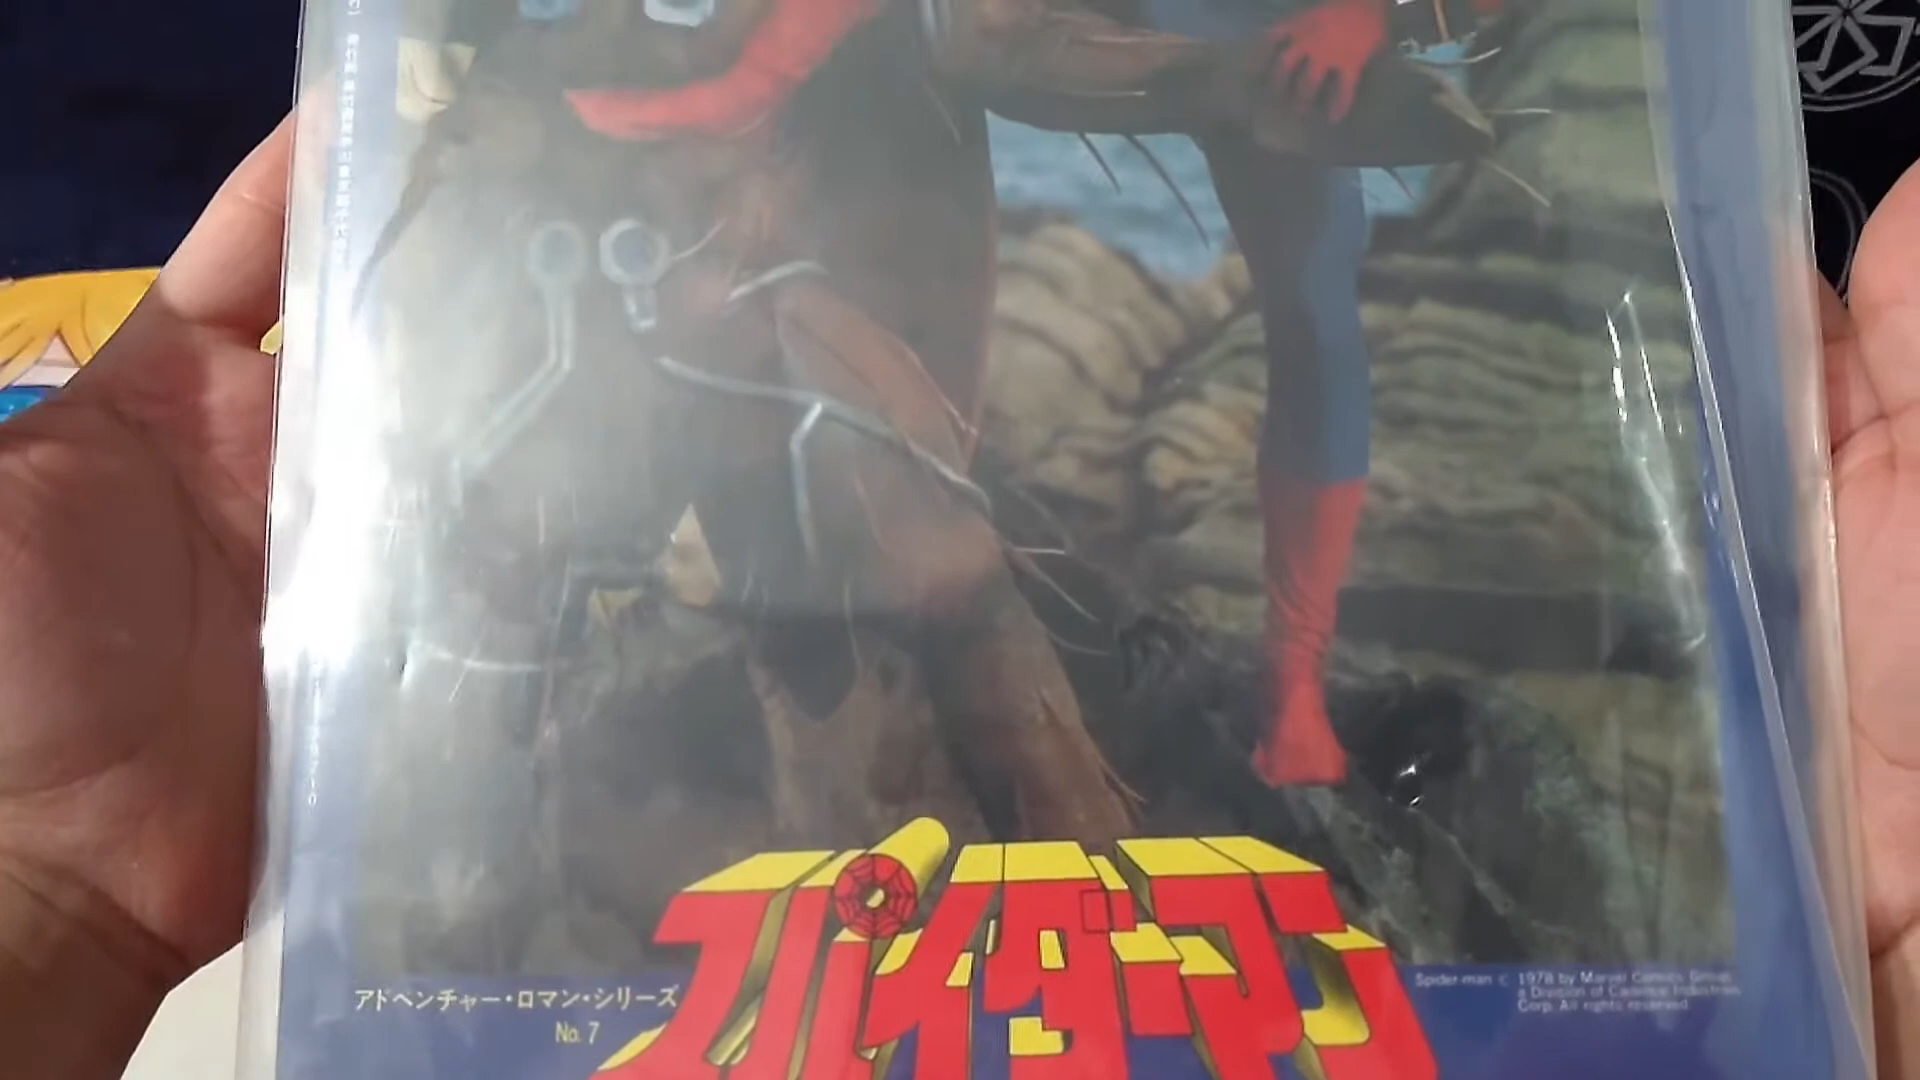 スパイダーマン
アドベンチャー・ロマン・シリーズ
No. 7
Spider-man © 1978 by Marvel Comics Group,
a Division of Cadence Industries
Corp. All rights reserved.